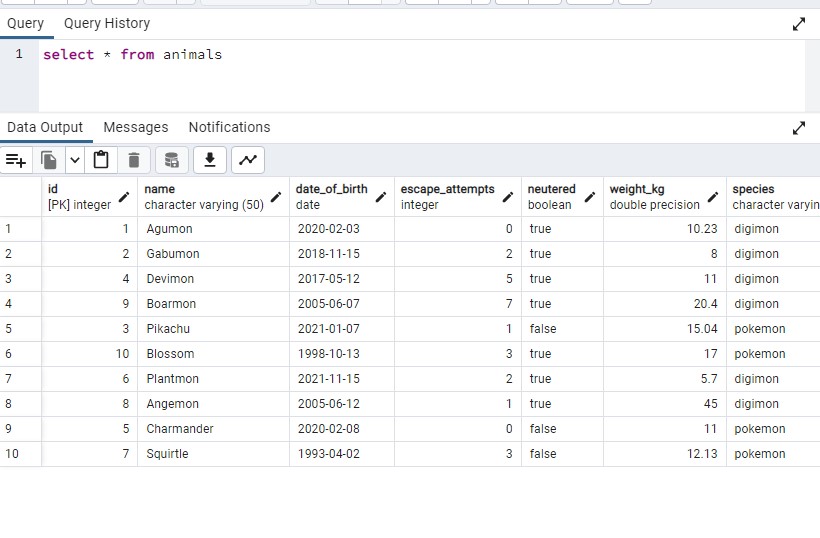 Query Query History
1 select * from animals
Data Output Messages Notifications
id name date_of_birth escape_attempts neutered weight_kg species
[PK] integer character varying (50) date integer boolean double precision character varyin
1 1 Agumon 2020-02-03 0 true 10.23 digimon
2 2 Gabumon 2018-11-15 2 true 8 digimon
3 4 Devimon 2017-05-12 5 true 11 digimon
4 9 Boarmon 2005-06-07 7 true 20.4 digimon
5 3 Pikachu 2021-01-07 1 false 15.04 pokemon
6 10 Blossom 1998-10-13 3 true 17 pokemon
7 6 Plantmon 2021-11-15 2 true 5.7 digimon
8 8 Angemon 2005-06-12 1 true 45 digimon
9 5 Charmander 2020-02-08 0 false 11 pokemon
10 7 Squirtle 1993-04-02 3 false 12.13 pokemon